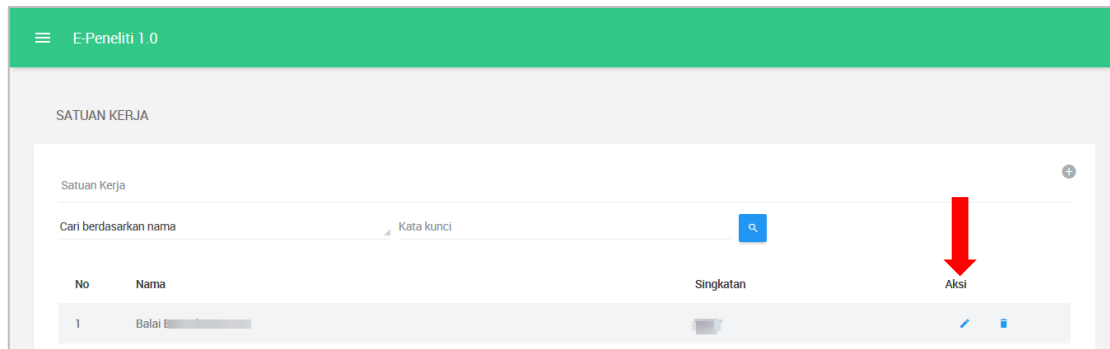 E-Peneliti 1.0
SATUAN KERJA
Satuan Kerja
Cari berdasarkan nama Kata kunci
No Nama Singkatan Aksi
1 Balai